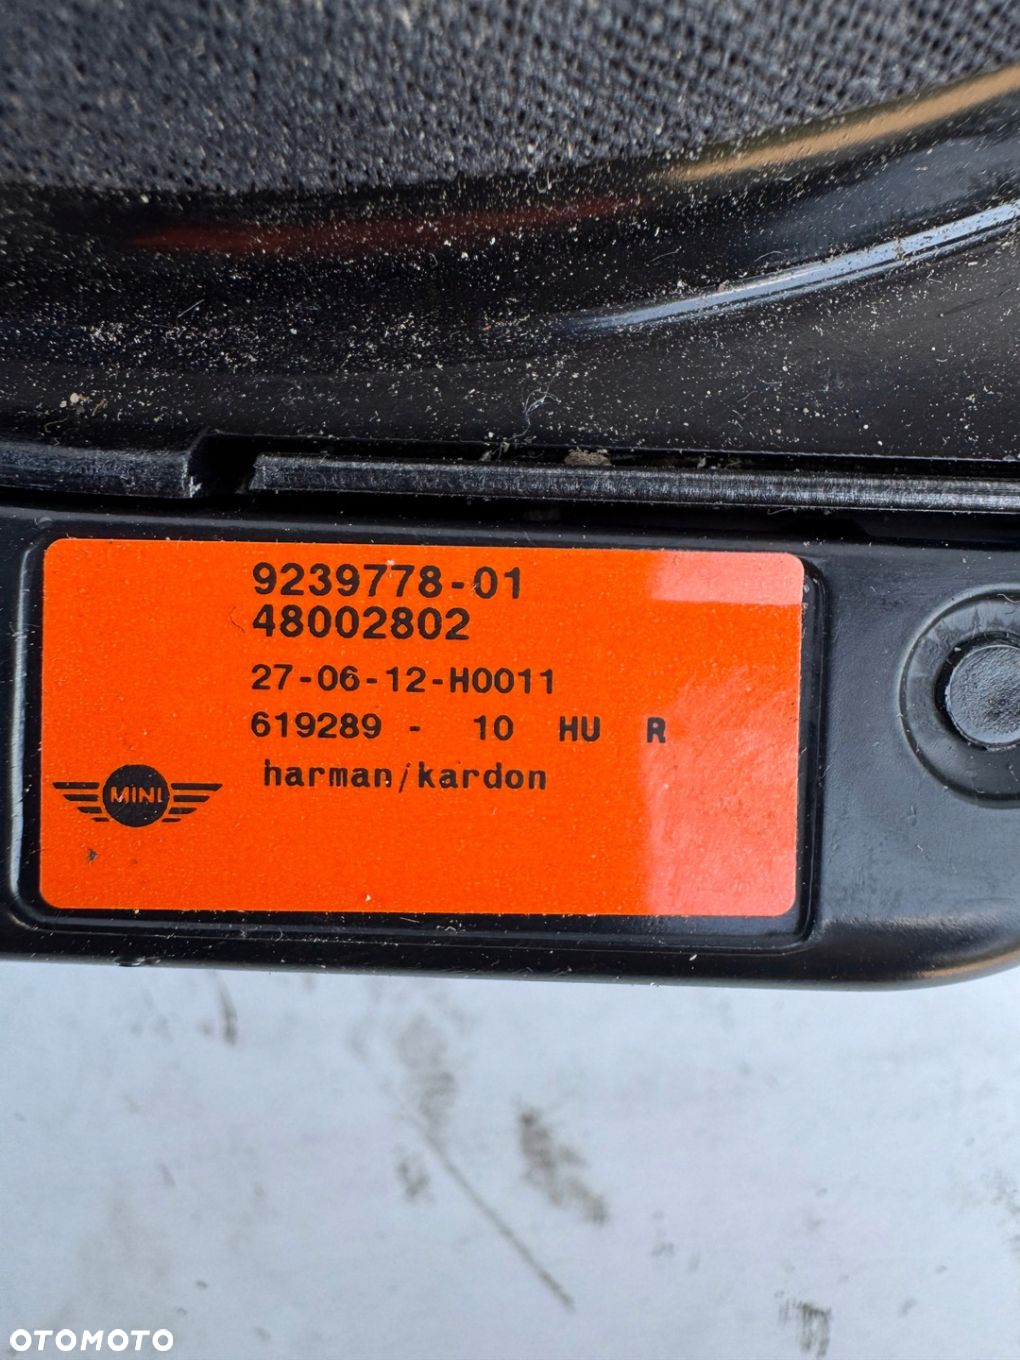 9239778-01
48002802
27-06-12-H0011
619289 - 10 HU R
harman/kardon
MINI
OTOMOTO